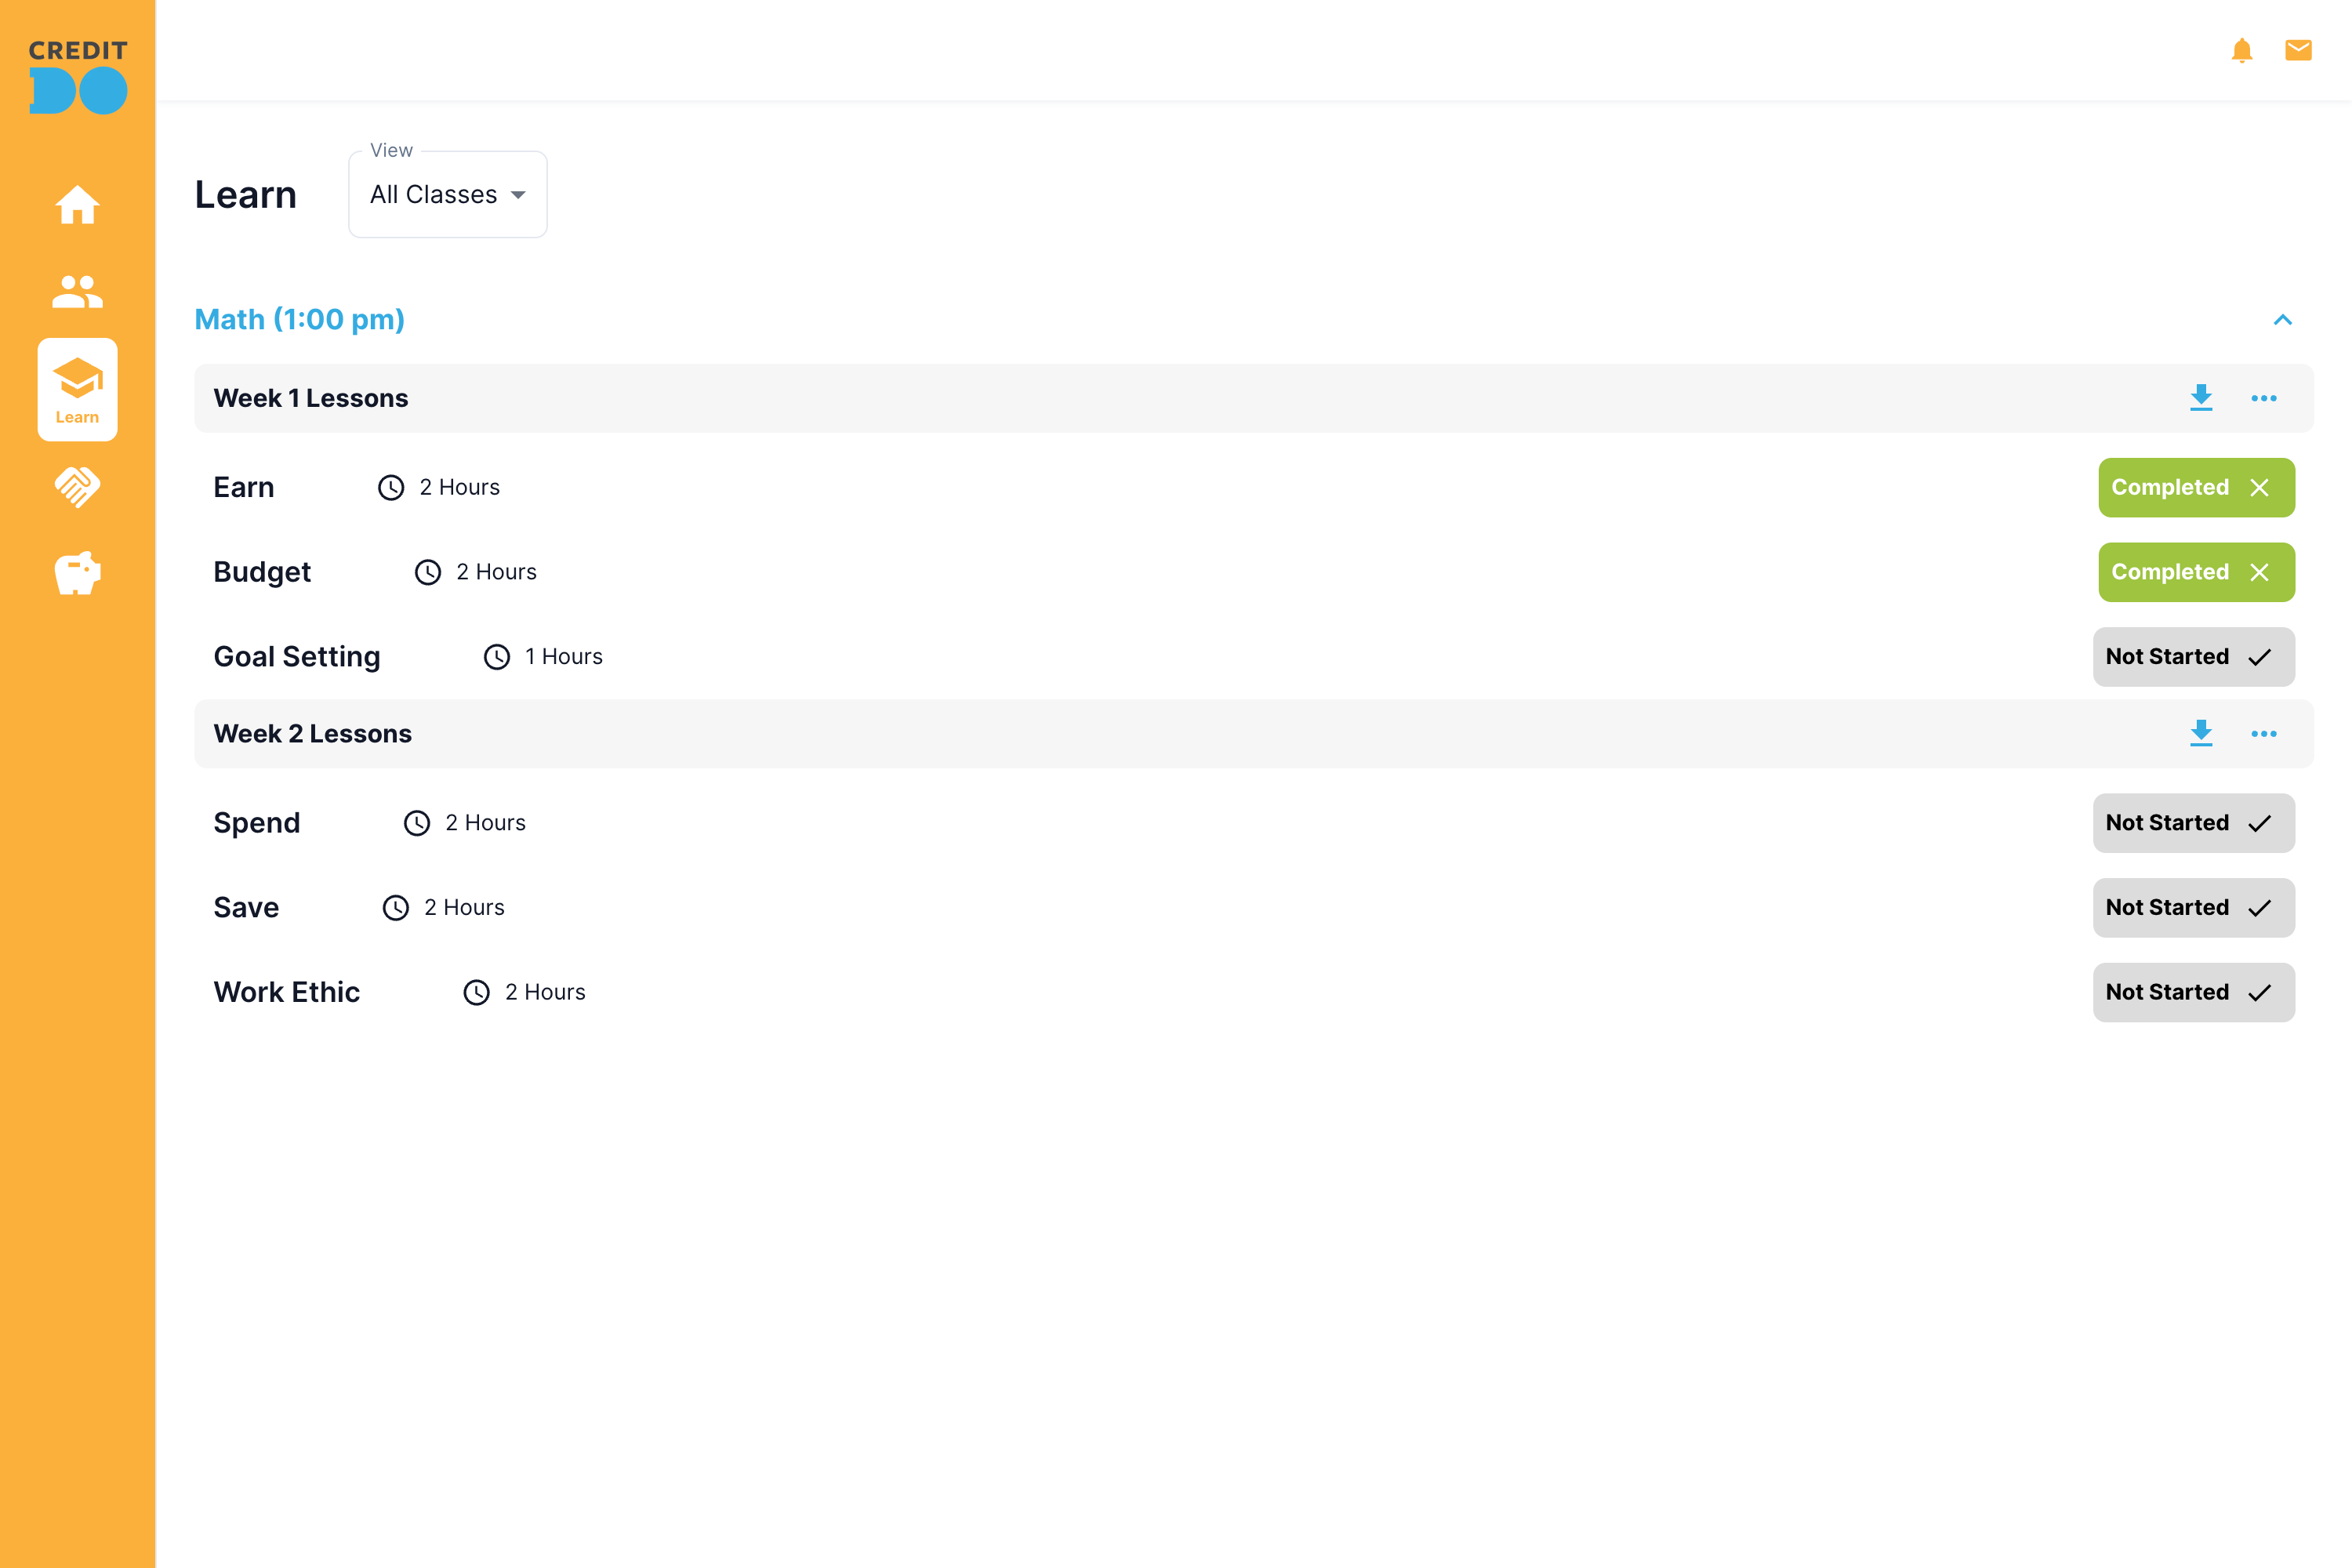 CREDIT
DO
View
Learn
All Classes
Math (1:00 pm)
Week 1 Lessons
Learn
Earn
2 Hours
Completed
Budget
2 Hours
Completed
Goal Setting
1 Hours
Not Started
Week 2 Lessons
Spend
2 Hours
Not Started
Save
2 Hours
Not Started
Work Ethic
2 Hours
Not Started